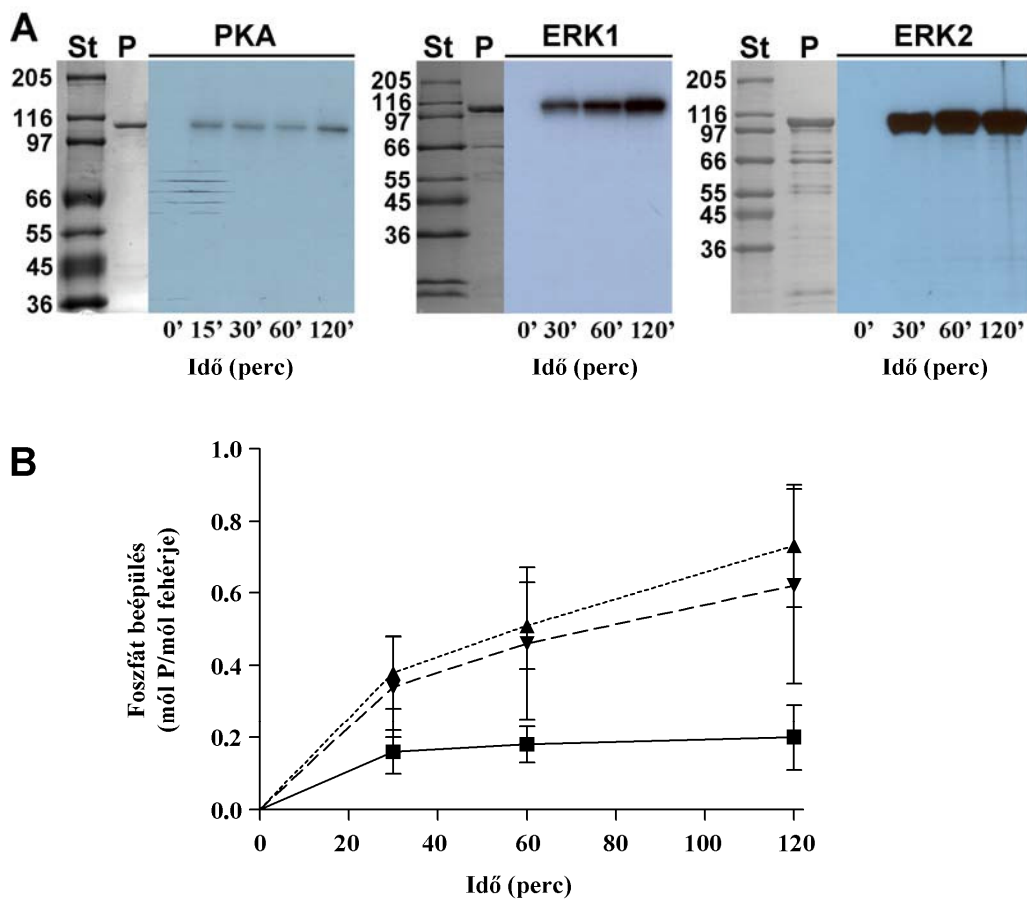 A
St P PKA
205
116
97
66
55
45
36
0’ 15’ 30’ 60’ 120’
Idő (perc)
St P ERK1
205
116
97
66
55
45
36
0’ 30’ 60’ 120’
Idő (perc)
St P ERK2
205
116
97
66
55
45
36
0’ 30’ 60’ 120’
Idő (perc)
B
Foszfát beépülés
(mól P/mól fehérje)
1.0
0.8
0.6
0.4
0.2
0.0
0 20 40 60 80 100 120
Idő (perc)